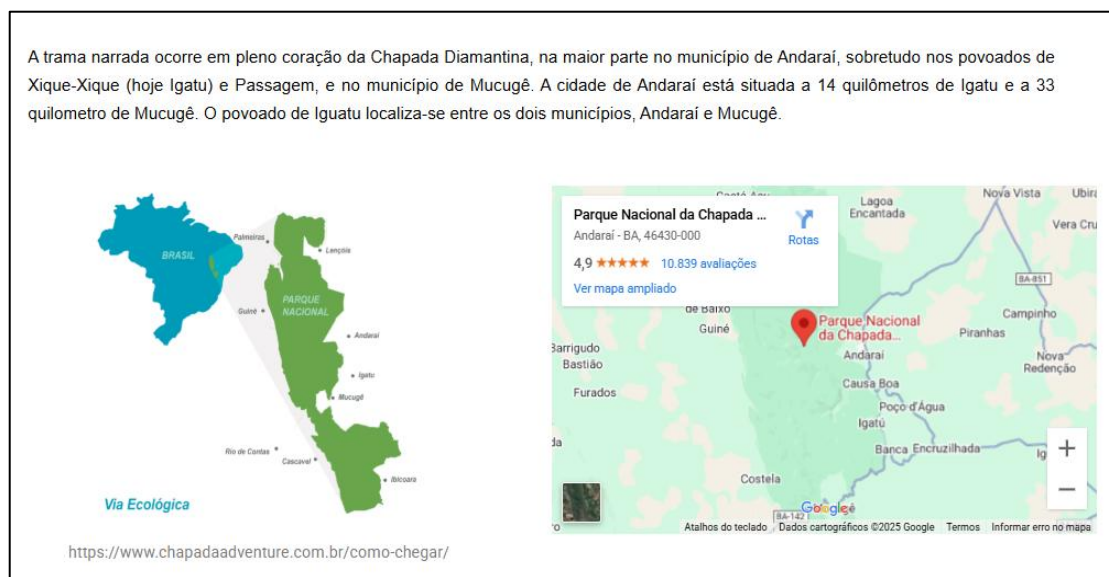 A trama narrada ocorre em pleno coração da Chapada Diamantina, na maior parte no município de Andaraí, sobretudo nos povoados de
Xique-Xique (hoje Igatu) e Passagem, e no município de Mucugê. A cidade de Andaraí está situada a 14 quilômetros de Igatu e a 33
quilometro de Mucugê. O povoado de Iguatu localiza-se entre os dois municípios, Andaraí e Mucugê.
BRASIL
Palmeiras
Lençóis
PARQUE
NACIONAL
Guiné
Andaraí
Igatu
Mucugê
Rio de Contas
Cascavel
Ibicoara
Via Ecológica
https://www.chapadaadventure.com.br/como-chegar/
Parque Nacional da Chapada ...
Andaraí - BA, 46430-000
4,9 10.839 avaliações
Ver mapa ampliado
Rotas
Lagoa
Encantada
Nova Vista
Vera Cru
BA-851
de Baixo
Guiné
Parque Nacional
da Chapada...
Campinho
Piranhas
Barrigudo
Bastião
Andaraí
Nova
Redenção
Furados
Causa Boa
Poço d'Água
Igatú
Banca Encruzilhada
Costela
Google
BA-142
Atalhos do teclado Dados cartográficos ©2025 Google Termos Informar erro no mapa